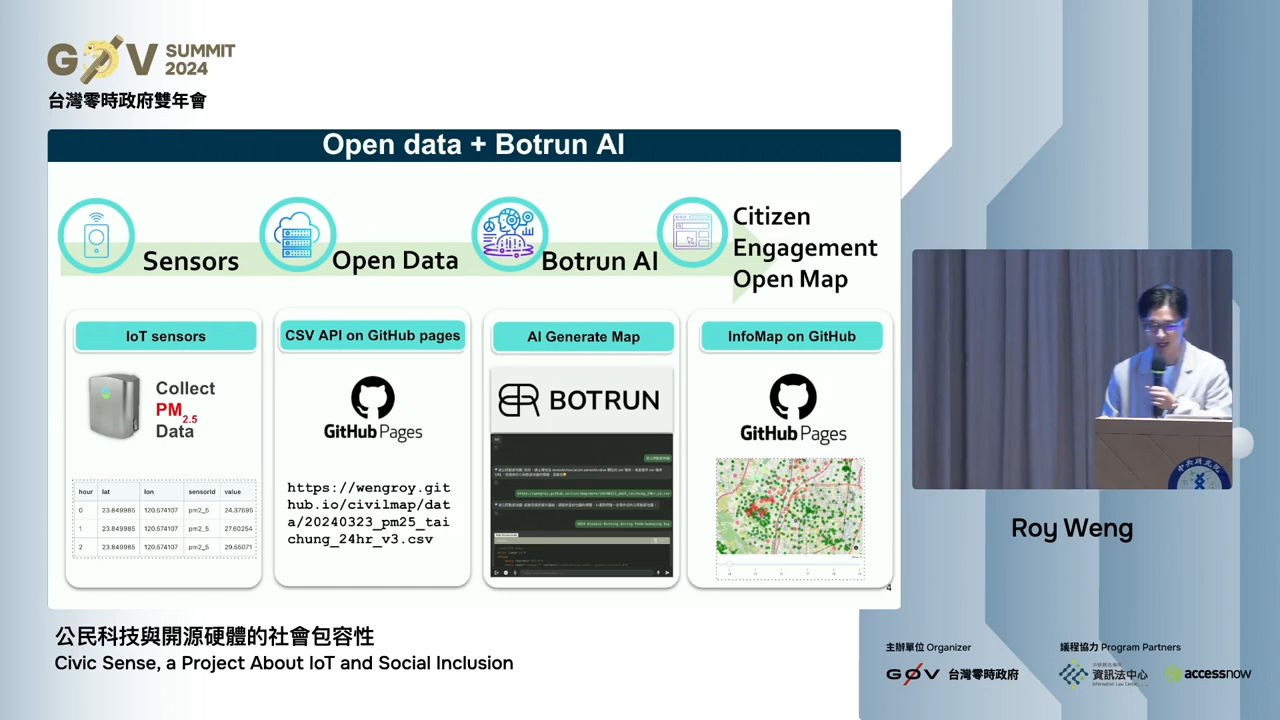 G0V SUMMIT 2024
台灣零時政府雙年會
Open data + Botrun AI
Sensors
Open Data
Botrun AI
Citizen
Engagement
Open Map
IoT sensors
Collect
PM2.5
Data
hour lat lon sensorId value
0 23.849985 120.574107 pm2_5 24.37695
1 23.849985 120.574107 pm2_5 27.60254
2 23.849985 120.574107 pm2_5 29.55071
CSV API on GitHub pages
GitHub Pages
https://wengroy.git
hub.io/civilmap/dat
a/20240323_pm25_tai
chung_24hr_v3.csv
AI Generate Map
BOTRUN
InfoMap on GitHub
GitHub Pages
4
Roy Weng
公民科技與開源硬體的社會包容性
Civic Sense, a Project About IoT and Social Inclusion
主辦單位 Organizer
G0V 台灣零時政府
議程協力 Program Partners
資訊法中心
Information Law Center
accessnow